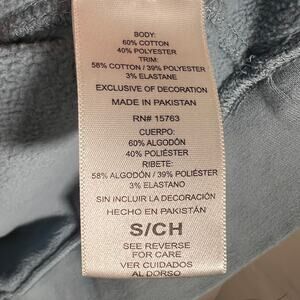 BODY:
60% COTTON
40% POLYESTER
TRIM:
58% COTTON / 39% POLYESTER
3% ELASTANE
EXCLUSIVE OF DECORATION
MADE IN PAKISTAN
RN# 15763
CUERPO:
60% ALGODÓN
40% POLIÉSTER
RIBETE:
58% ALGODÓN / 39% POLIÉSTER
3% ELASTANO
SIN INCLUIR LA DECORACIÓN
HECHO EN PAKISTÁN
S/CH
SEE REVERSE
FOR CARE
VER CUIDADOS
AL DORSO